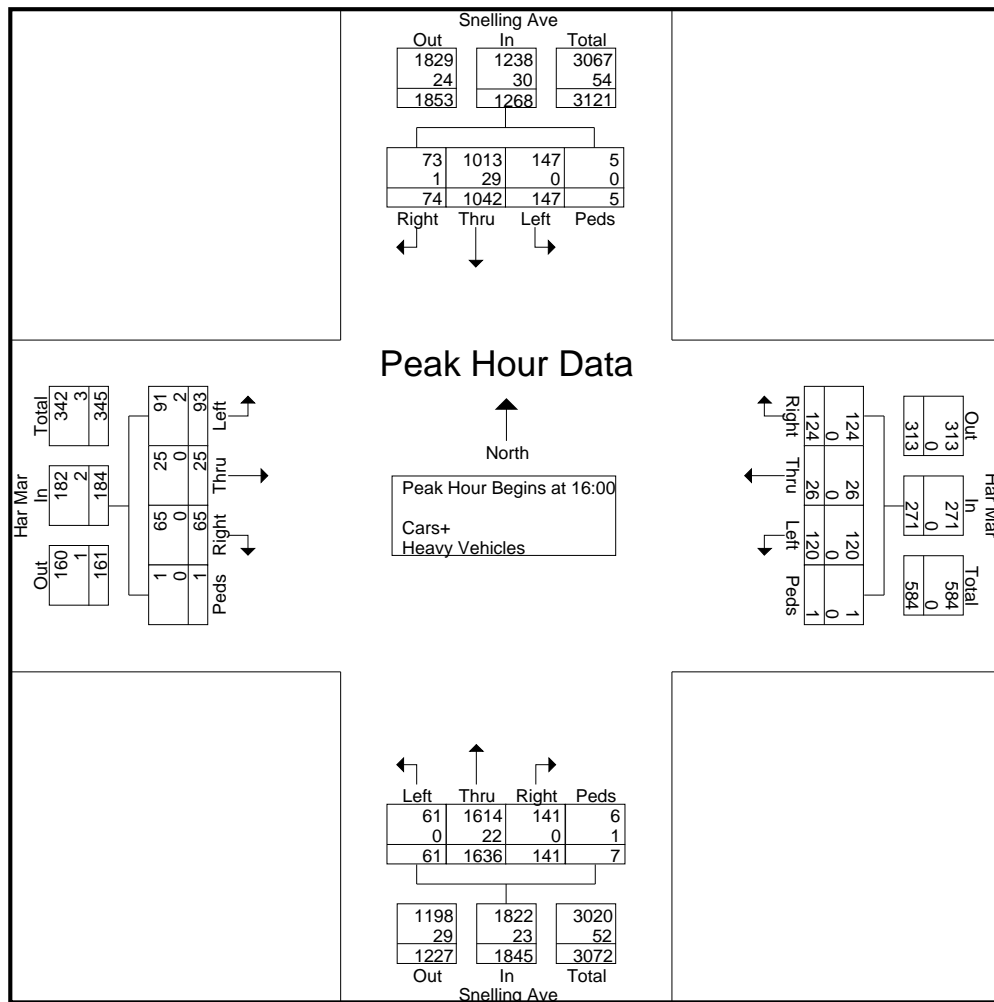 Snelling Ave
Out In Total
1829 1238 3067
24 30 54
1853 1268 3121
73 1013 147 5
1 29 0 0
74 1042 147 5
Right Thru Left Peds
Peak Hour Data
North
Peak Hour Begins at 16:00
Cars+
Heavy Vehicles
Har Mar
Out In Total
160 182 342
1 2 3
161 184 345
91 25 65 1
2 0 0 0
93 25 65 1
Left Thru Right Peds
Right Thru Left Peds
124 26 120 1
0 0 0 0
124 26 120 1
Out In Total
313 271 584
0 0 0
313 271 584
Har Mar
Left Thru Right Peds
61 1614 141 6
0 22 0 1
61 1636 141 7
1198 1822 3020
29 23 52
1227 1845 3072
Out In Total
Snelling Ave